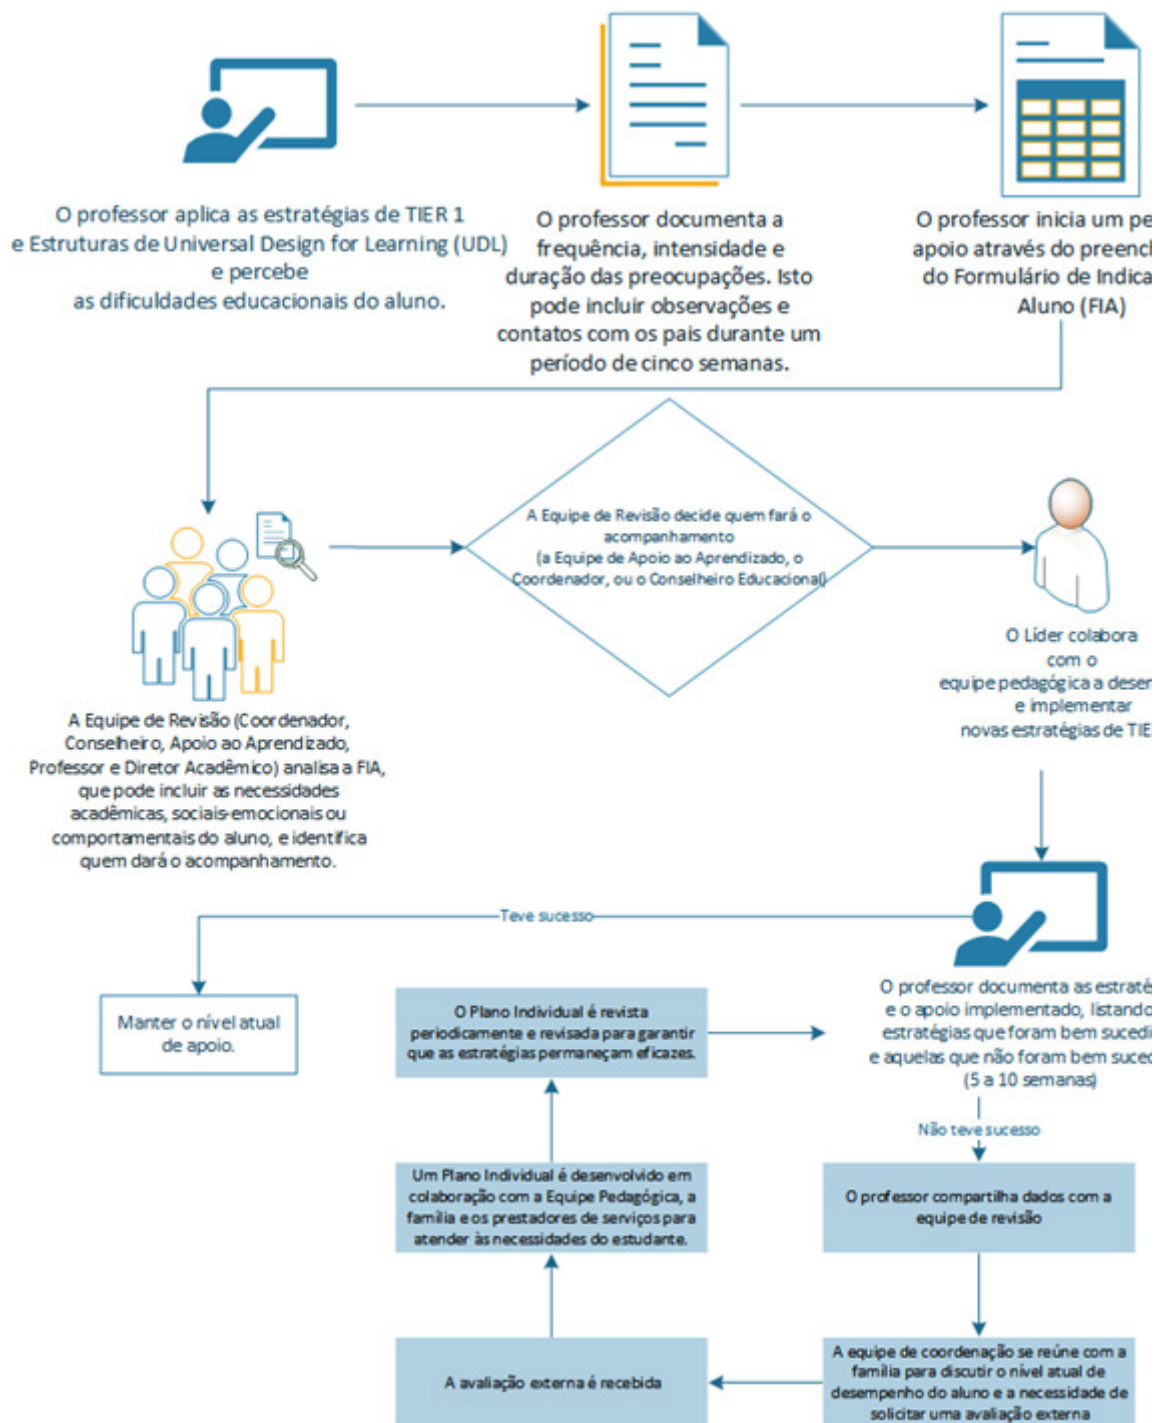 O professor aplica as estratégias de TIER 1
e Estruturas de Universal Design for Learning (UDL)
e percebe
as dificuldades educacionais do aluno.
O professor documenta a
frequência, intensidade e
duração das preocupações. Isto
pode incluir observações e
contatos com os pais durante um
período de cinco semanas.
O professor inicia um
apoio através do
do Formulário de
Aluno (FIA)
A Equipe de Revisão (Coordenador,
Conselheiro, Apoio ao Aprendizado,
Professor e Diretor Acadêmico) analisa a FIA,
que pode incluir as necessidades
acadêmicas, sociais-emocionais ou
comportamentais do aluno, e identifica
quem dará o acompanhamento.
A Equipe de Revisão decide quem fará o
acompanhamento
(a Equipe de Apoio ao Aprendizado, o
Coordenador, ou o Conselheiro Educacional)
O Líder colabora
com o
equipe pedagógica a
e implementar
novas estratégias de
Teve sucesso
Manter o nível atual
de apoio.
O professor documenta as
e o apoio implementado, listando
estratégias que foram bem
e aquelas que não foram bem
(5 a 10 semanas)
Não teve sucesso
O professor compartilha dados com a
equipe de revisão
A equipe de coordenação se reúne com a
família para discutir o nível atual de
desempenho do aluno e a necessidade de
solicitar uma avaliação externa
A avaliação externa é recebida
Um Plano Individual é desenvolvido em
colaboração com a Equipe Pedagógica, a
família e os prestadores de serviços para
atender às necessidades do estudante.
O Plano Individual é revista
periodicamente e revisada para garantir
que as estratégias permaneçam eficazes.